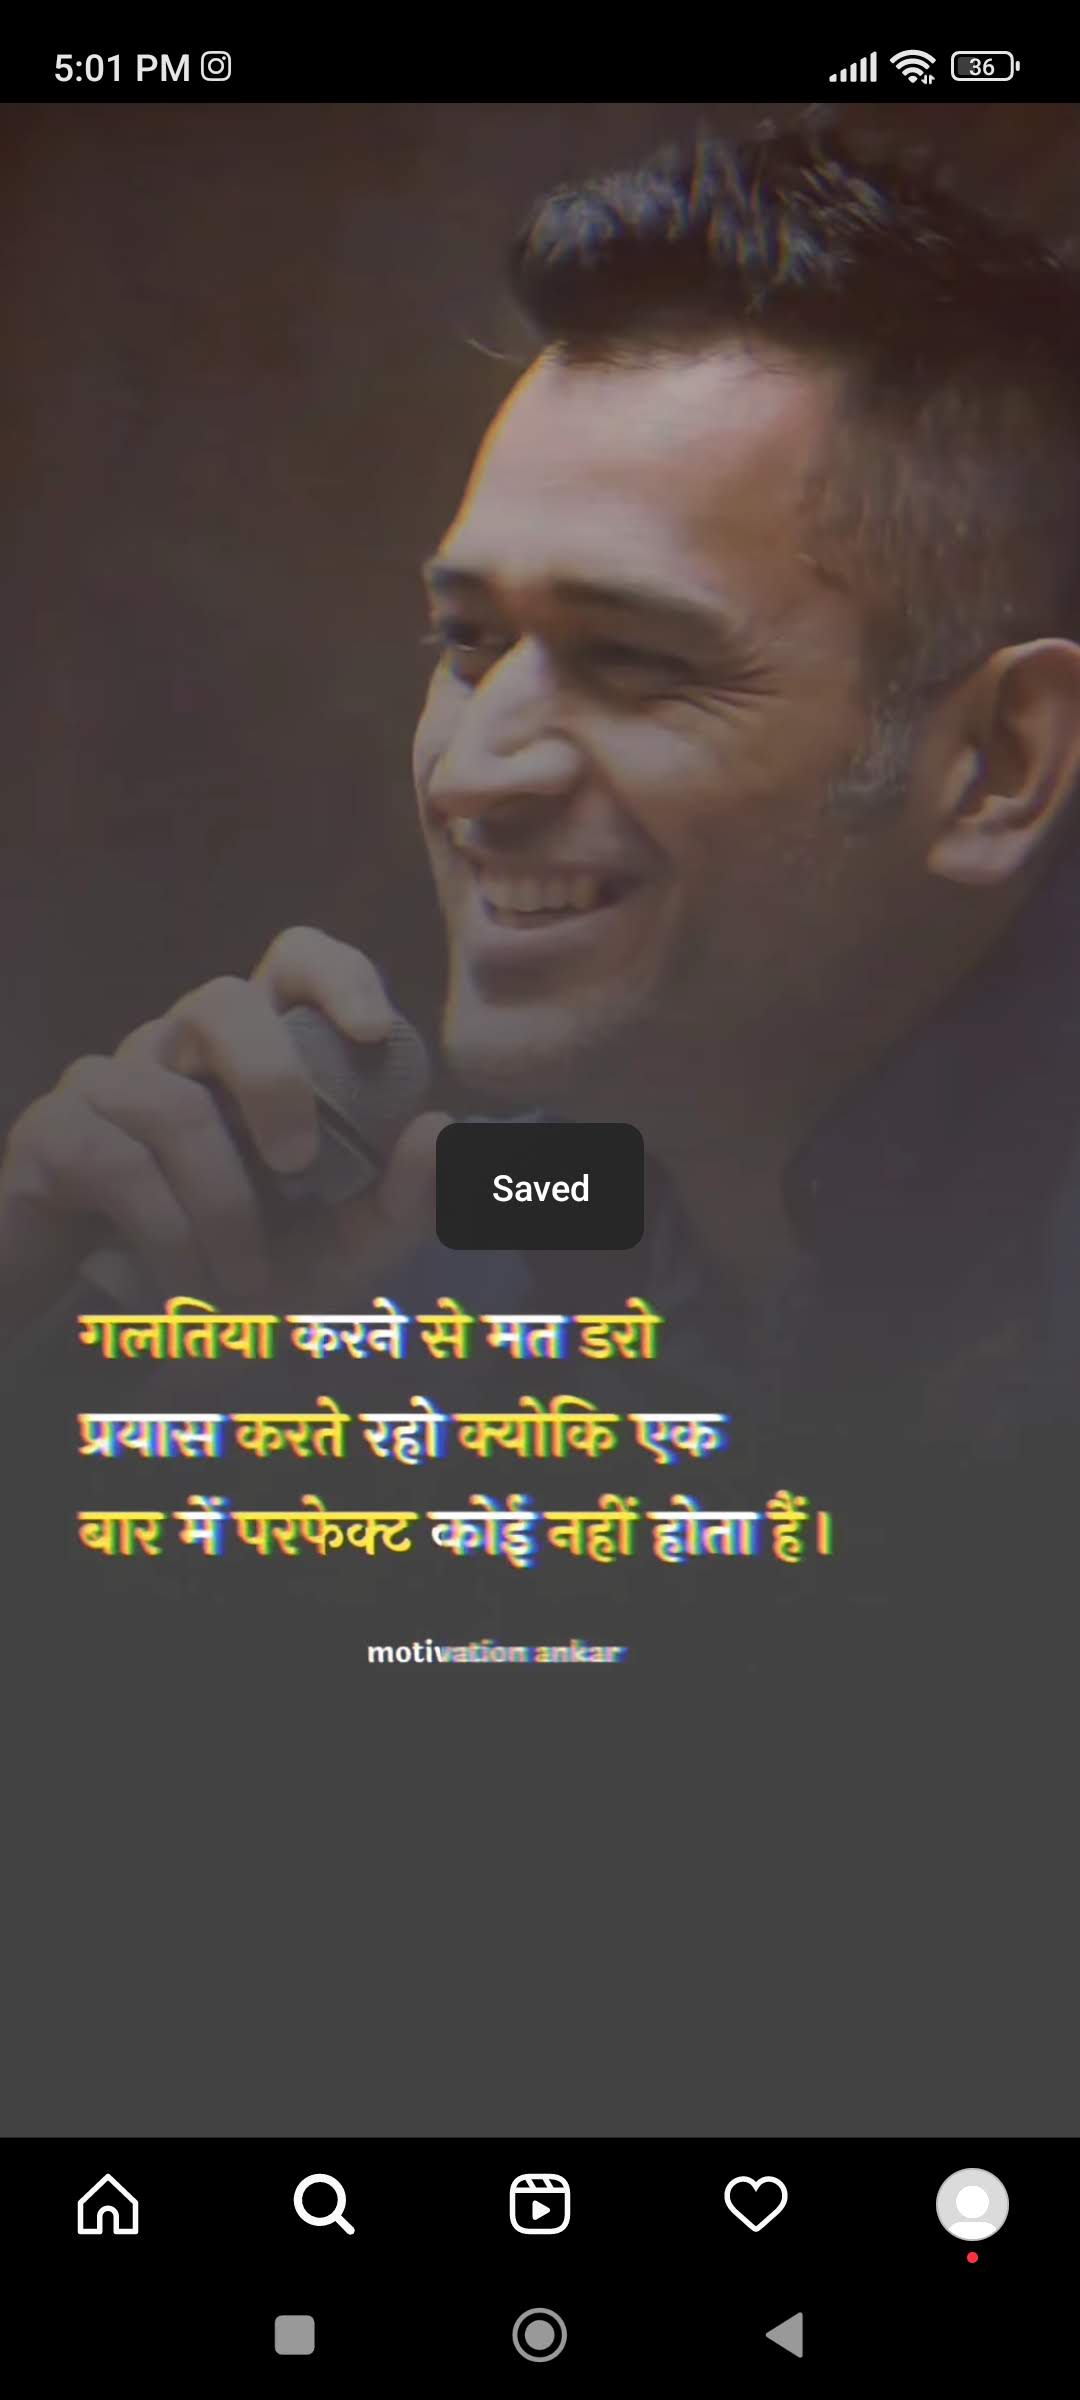 5:01 PM
36
Saved
गलतिया करने से मत डरो
प्रयास करते रहो क्योकि एक
बार में परफेक्ट कोई नहीं होता हैं।
motivation ankar